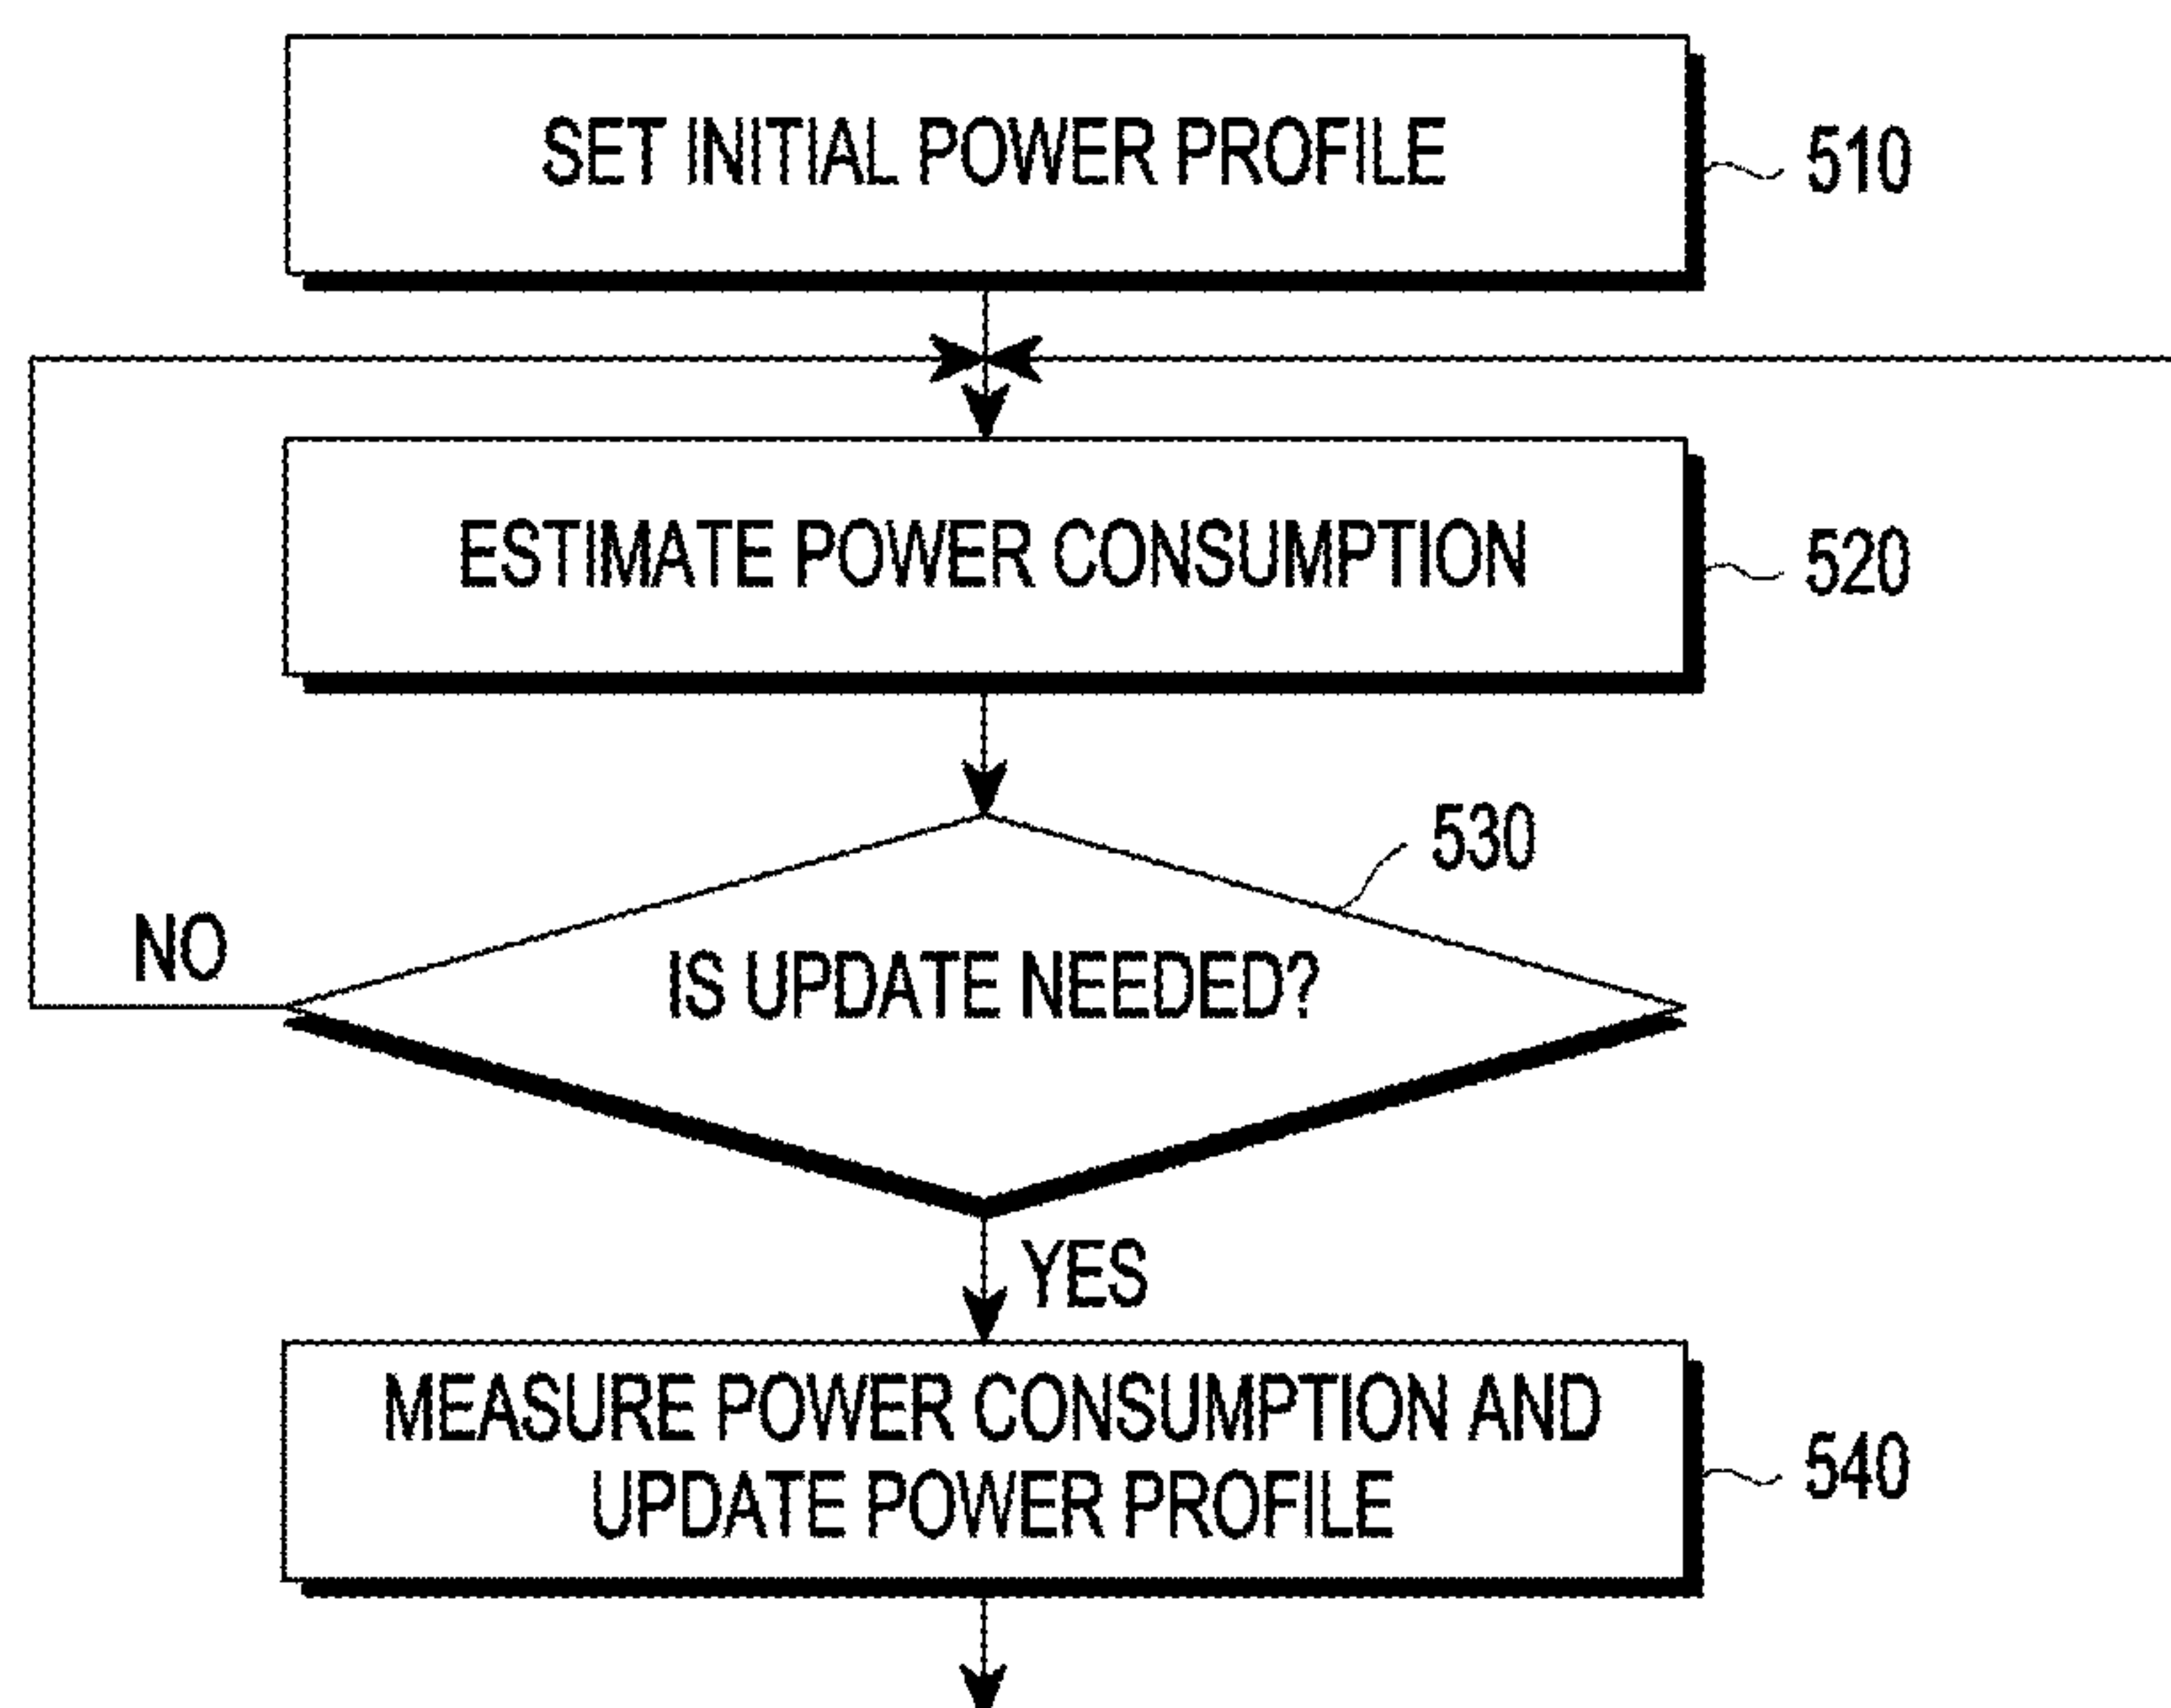 SET INITIAL POWER PROFILE
510
ESTIMATE POWER CONSUMPTION
520
530
IS UPDATE NEEDED?
NO
YES
MEASURE POWER CONSUMPTION AND
UPDATE POWER PROFILE
540